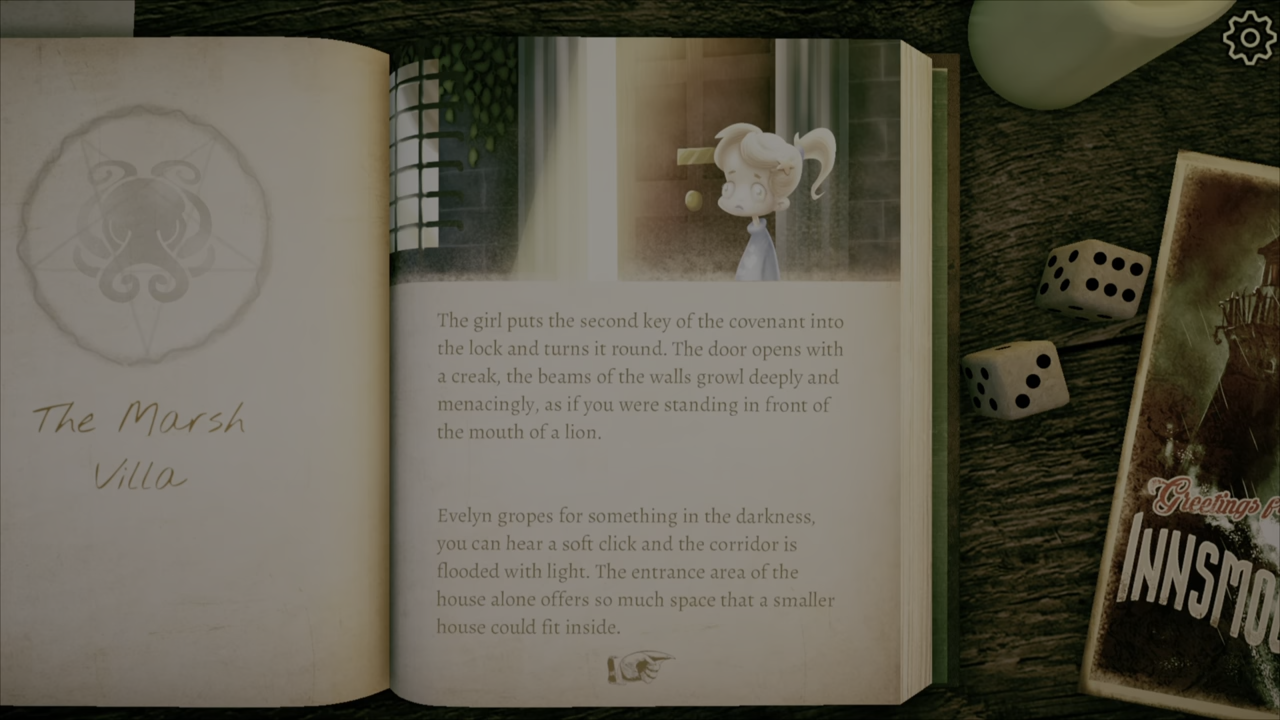 The Marsh
Villa
The girl puts the second key of the covenant into
the lock and turns it round. The door opens with
a creak, the beams of the walls growl deeply and
menacingly, as if you were standing in front of
the mouth of a lion.
Evelyn gropes for something in the darkness,
you can hear a soft click and the corridor is
flooded with light. The entrance area of the
house alone offers so much space that a smaller
house could fit inside.
Greetings f
INNSMO